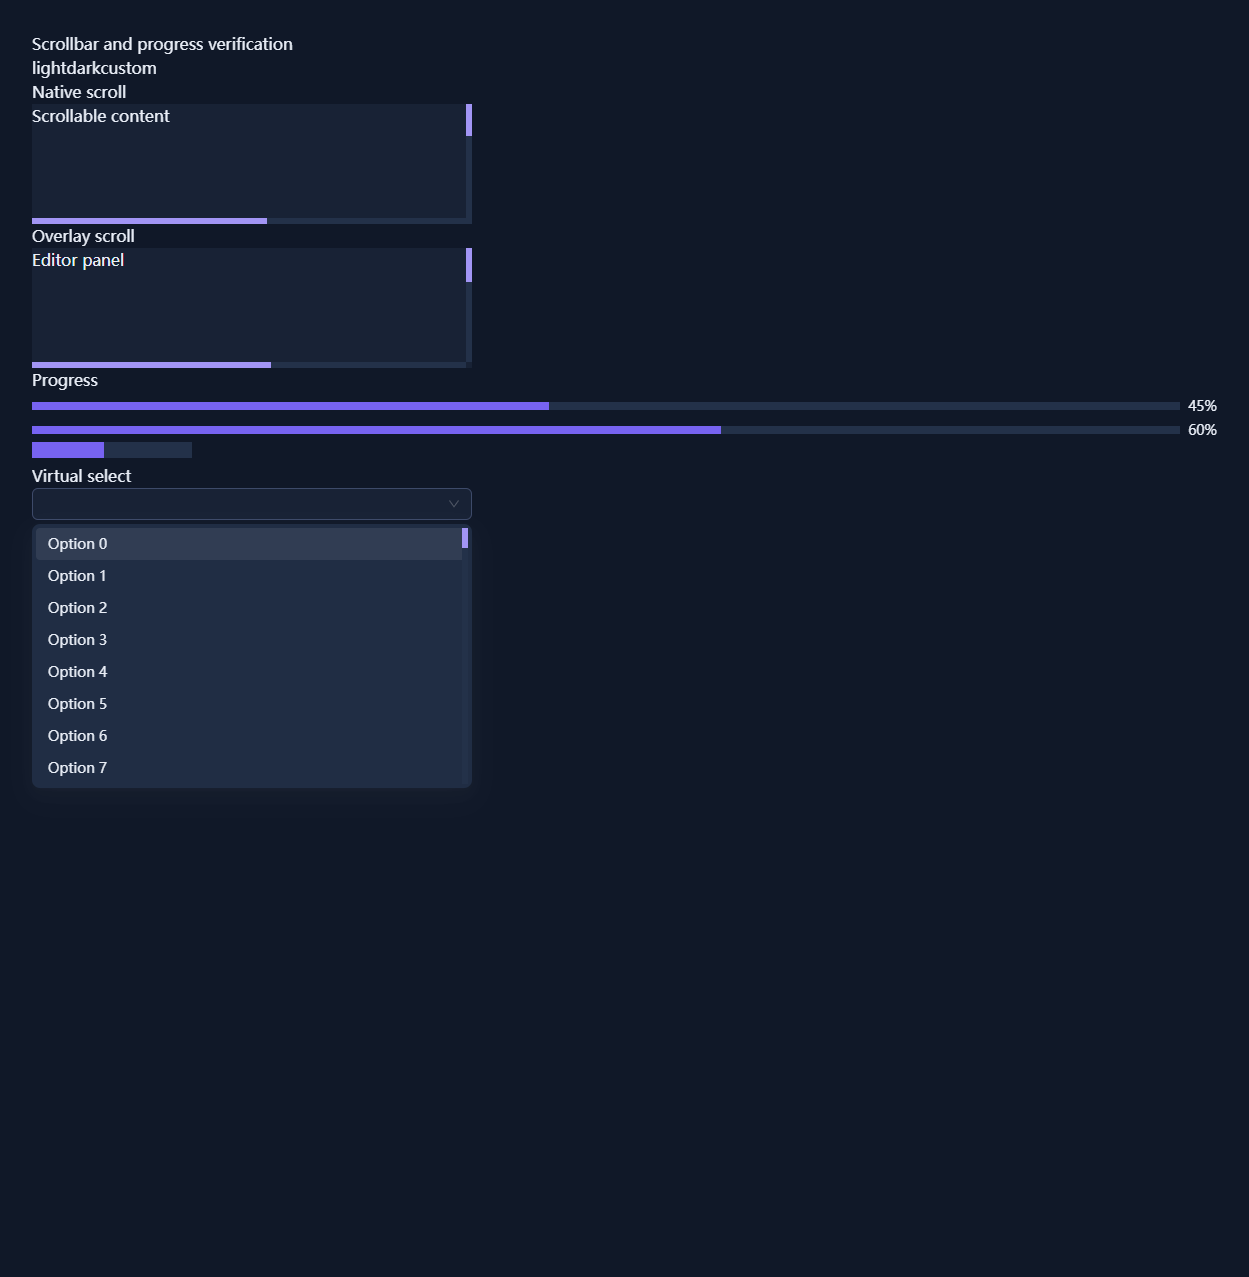 Scrollbar and progress verification
lightdarkcustom
Native scroll
Scrollable content
Overlay scroll
Editor panel
Progress
45%
60%
Virtual select
Option 0
Option 1
Option 2
Option 3
Option 4
Option 5
Option 6
Option 7